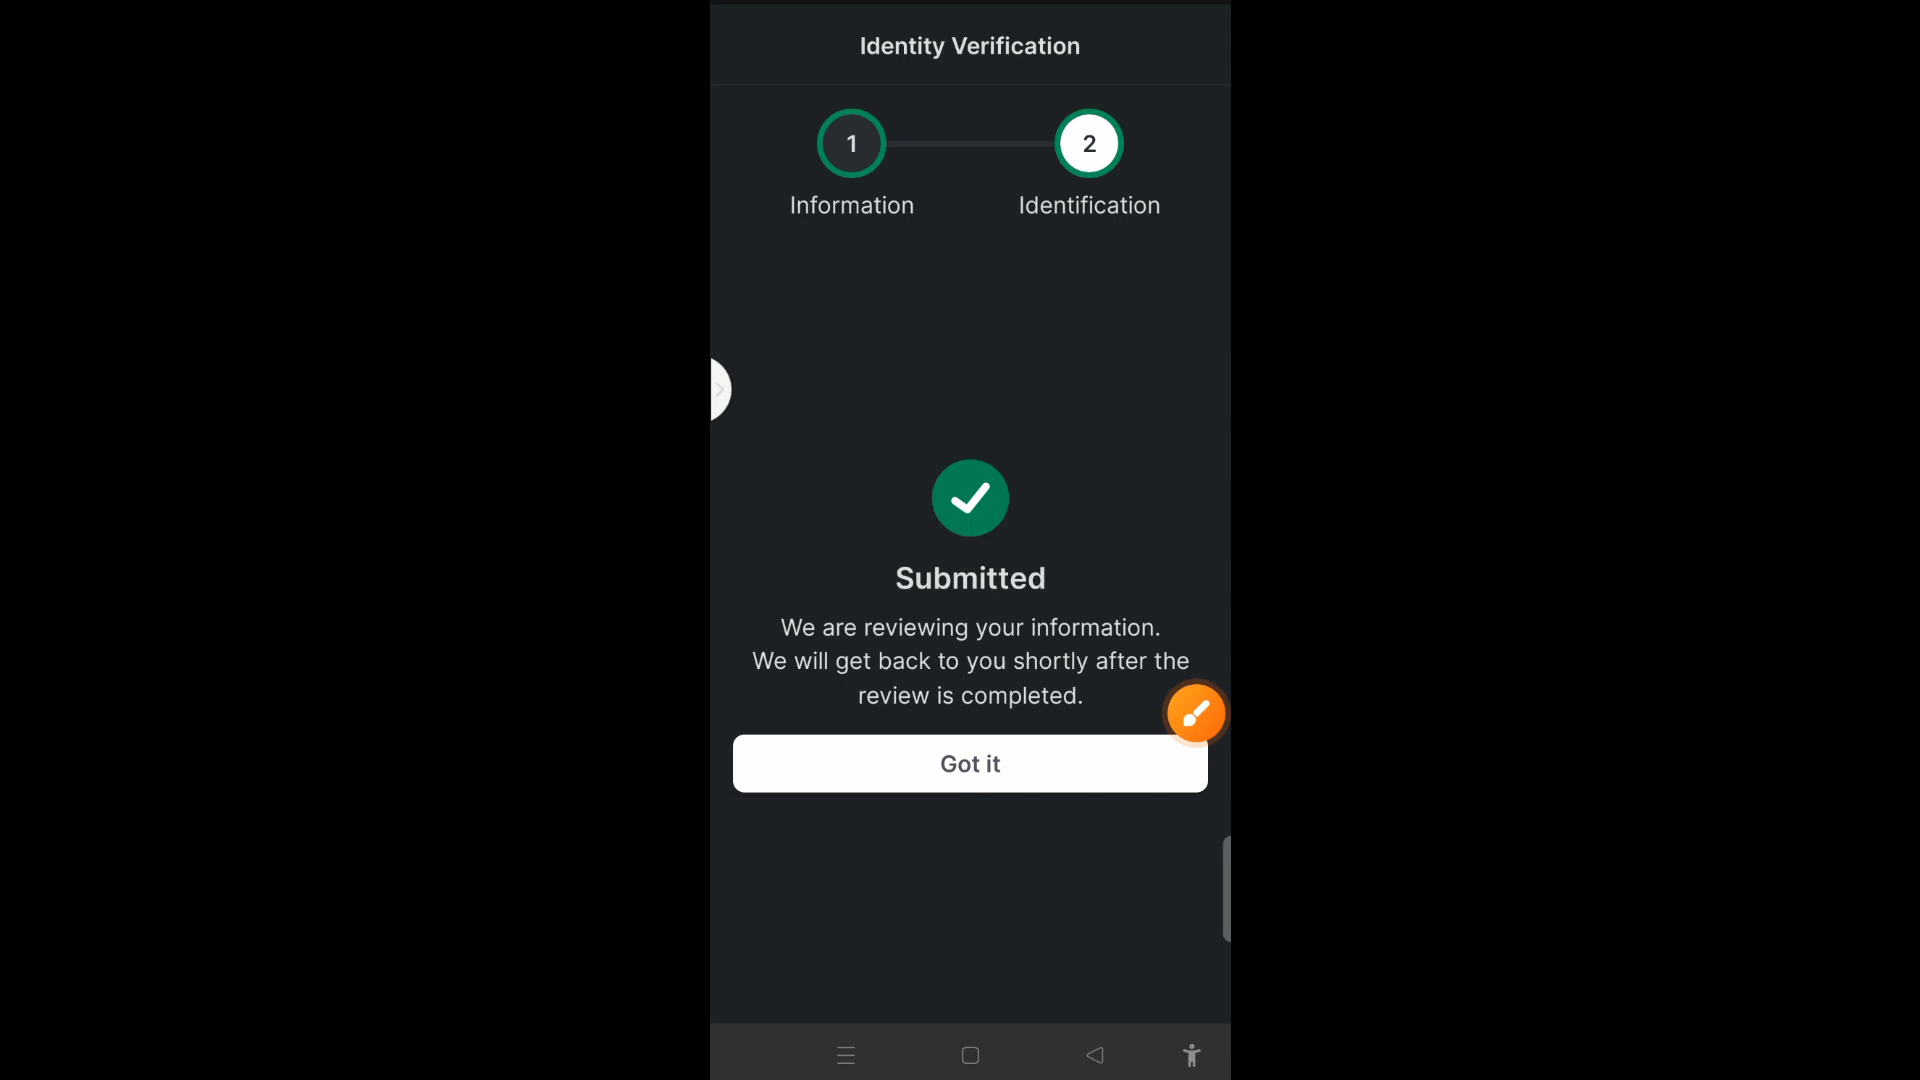 Identity Verification
1
2
Information
Identification
Submitted
We are reviewing your information.
We will get back to you shortly after the
review is completed.
Got it